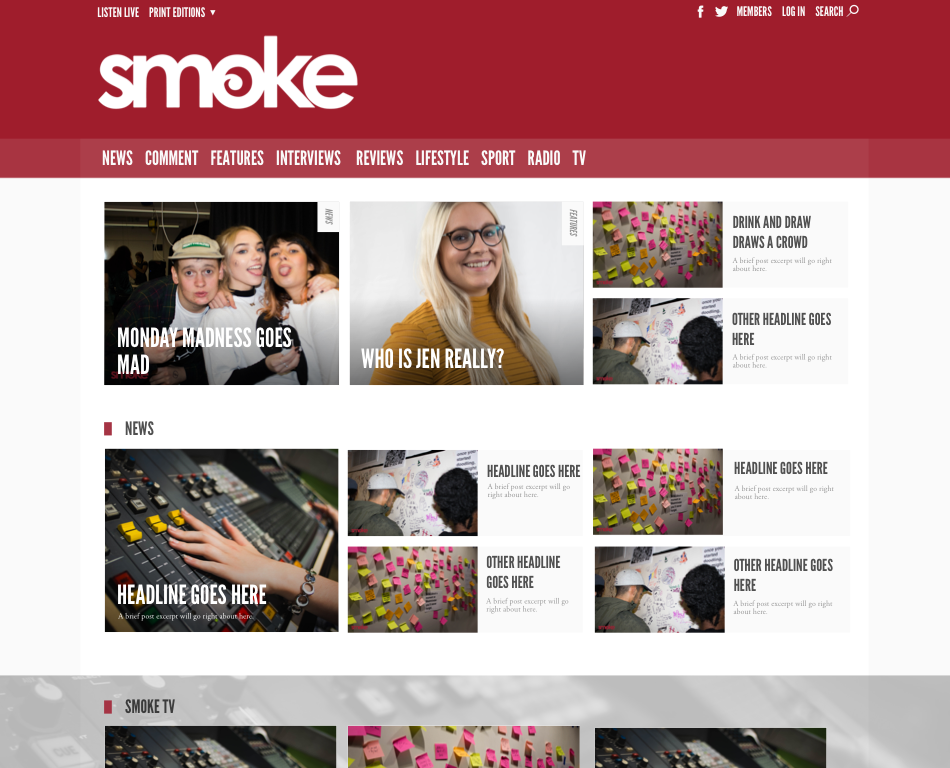 LISTEN LIVE PRINT EDITIONS ▼
MEMBERS LOG IN SEARCH
smoke
NEWS COMMENT FEATURES INTERVIEWS REVIEWS LIFESTYLE SPORT RADIO TV
NEWS
MONDAY MADNESS GOES
MAD
FEATURES
WHO IS JEN REALLY?
DRINK AND DRAW
DRAWS A CROWD
A brief post excerpt will go right
about here.
OTHER HEADLINE GOES
HERE
A brief post excerpt will go right
about here.
NEWS
HEADLINE GOES HERE
A brief post excerpt will go right about here.
HEADLINE GOES HERE
A brief post excerpt will go
right about here.
OTHER HEADLINE
GOES HERE
A brief post excerpt will go
right about here.
HEADLINE GOES HERE
A brief post excerpt will go right
about here.
OTHER HEADLINE GOES
HERE
A brief post excerpt will go right
about here.
SMOKE TV